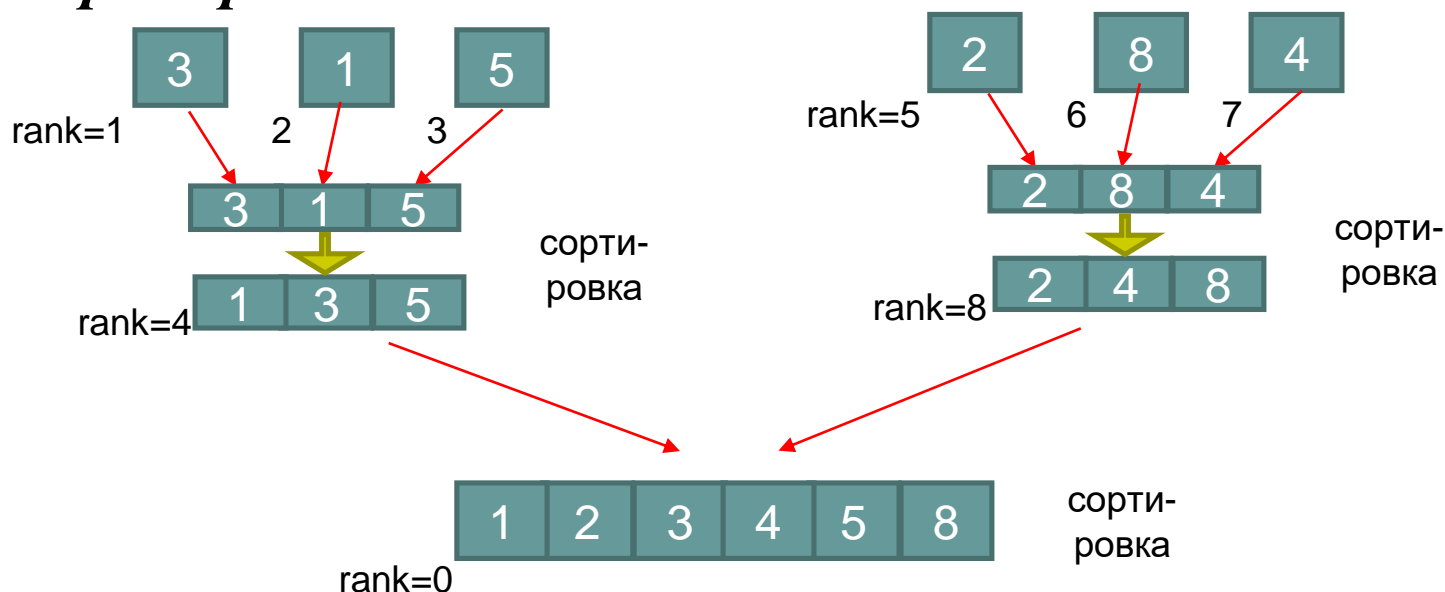 3 1 5
2 8 4
rank=1 2 3
rank=5 6 7
3 1 5
2 8 4
сорти-
ровка
сорти-
ровка
1 3 5
2 4 8
rank=4
rank=8
1 2 3 4 5 8
сорти-
ровка
rank=0